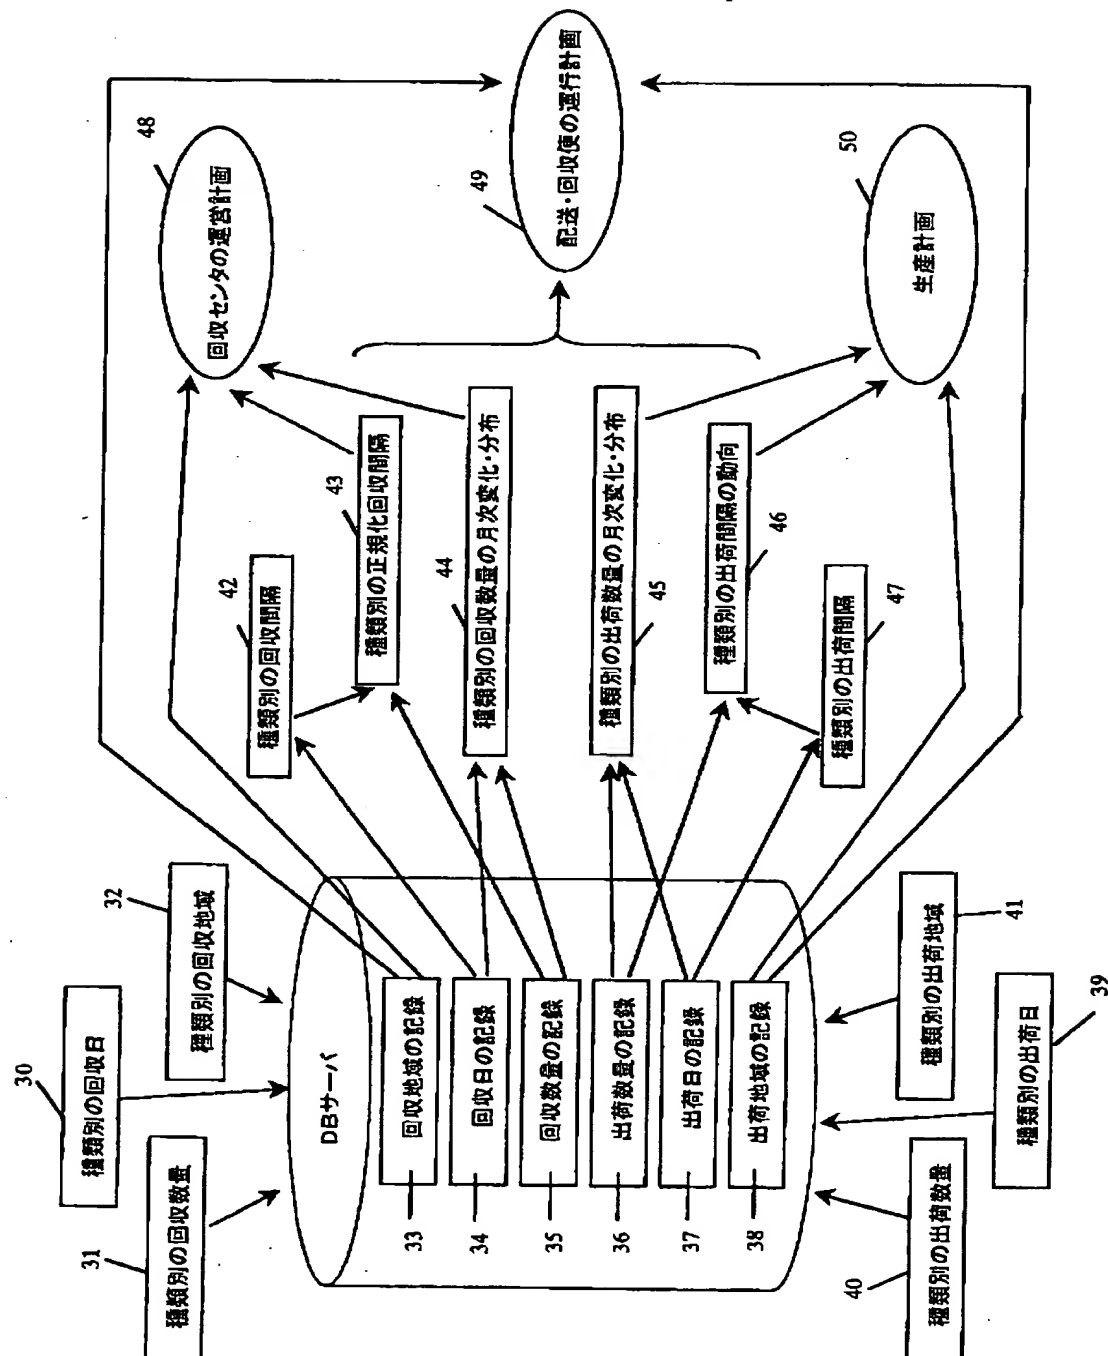 31
種類別の回収数量
30
種類別の回収日
32
種類別の回収地域
DBサーバ
33
回収地域の記録
34
回収日の記録
35
回収数量の記録
36
出荷数量の記録
37
出荷日の記録
38
出荷地域の記録
40
種類別の出荷数量
39
種類別の出荷日
41
種類別の出荷地域
42
種類別の回収間隔
43
種類別の正規化回収間隔
44
種類別の回収数量の月次変化・分布
45
種類別の出荷数量の月次変化・分布
46
種類別の出荷間隔の動向
47
種類別の出荷間隔
48
回収センタの運営計画
49
配送・回収便の運行計画
50
生産計画